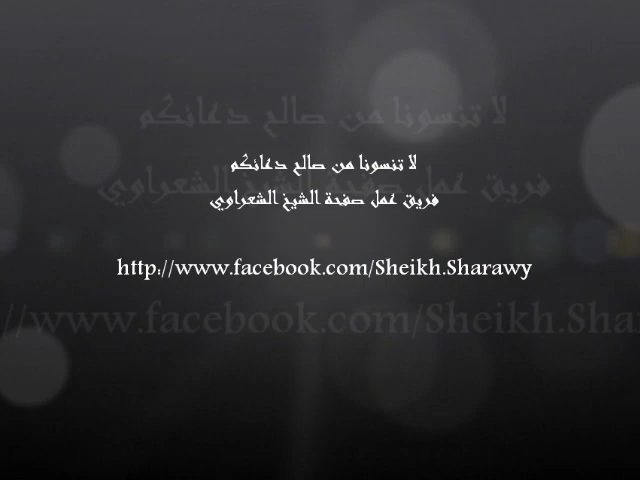 لا تنسونا من صالح دعائكم
فريق عمل صفحة الشيخ الشعراوي
http://www.facebook.com/Sheikh.Sharawy